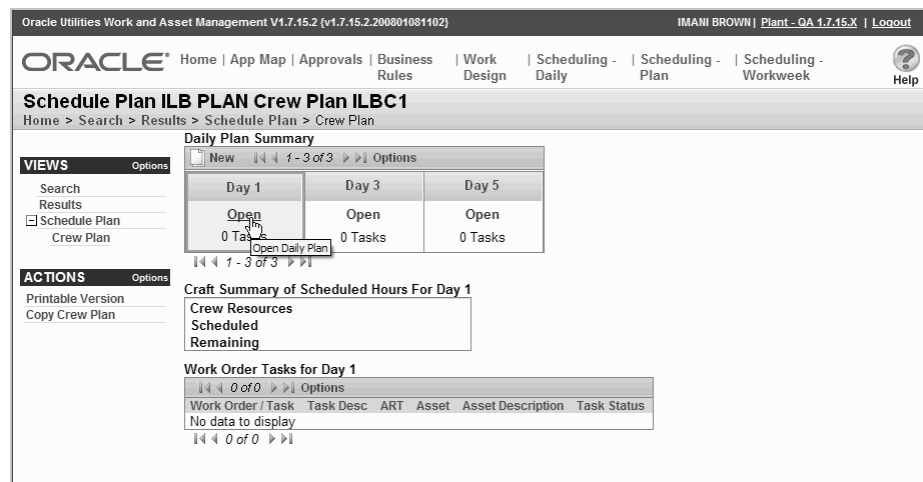 Oracle Utilities Work and Asset Management V1.7.15.2 {v1.7.15.2.200801081102}
IMANI BROWN | Plant - QA 1.7.15.X | Logout
ORACLE Home | App Map | Approvals | Business Rules | Work Design | Scheduling - Daily | Scheduling - Plan | Scheduling - Workweek
Help
Schedule Plan ILB PLAN Crew Plan ILBC1
Home > Search > Results > Schedule Plan > Crew Plan
VIEWS Options
Search
Results
Schedule Plan
Crew Plan
ACTIONS Options
Printable Version
Copy Crew Plan
Daily Plan Summary
New 1 - 3 of 3 Options
Day 1 Day 3 Day 5
Open Open Open
0 Tasks 0 Tasks 0 Tasks
Open Daily Plan
1 - 3 of 3
Craft Summary of Scheduled Hours For Day 1
Crew Resources
Scheduled
Remaining
Work Order Tasks for Day 1
0 of 0 Options
Work Order / Task Task Desc ART Asset Asset Description Task Status
No data to display
0 of 0